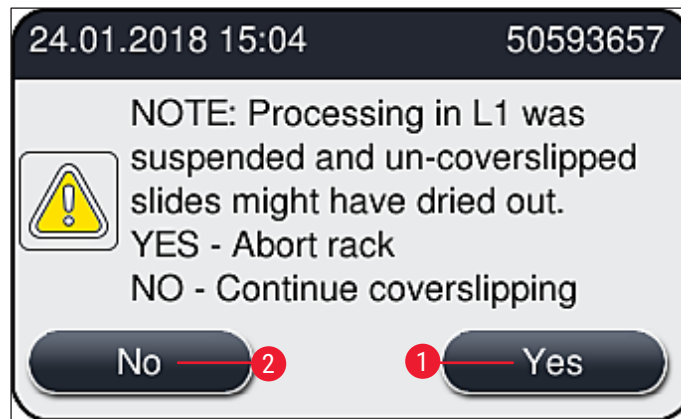 24.01.2018 15:04 50593657
NOTE: Processing in L1 was
suspended and un-coverslipped
slides might have dried out.
YES - Abort rack
NO - Continue coverslipping
No 2 1 Yes